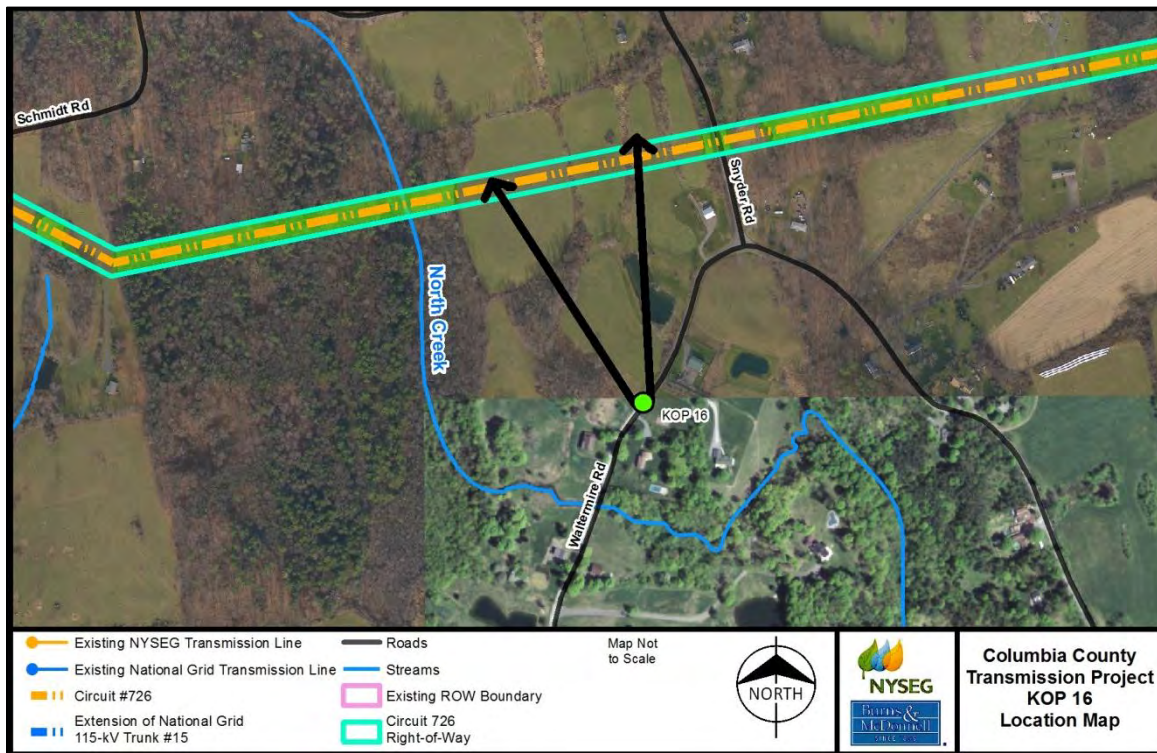 Schmidt Rd
Snyder Rd
North Creek
KOP 16
Waltermire Rd
Existing NYSEG Transmission Line
Existing National Grid Transmission Line
Circuit #726
Extension of National Grid
115-kV Trunk #15
Roads
Streams
Existing ROW Boundary
Circuit 726
Right-of-Way
Map Not
to Scale
NORTH
NYSEG
Burns &
McDonnell
SINCE 1898
Columbia County
Transmission Project
KOP 16
Location Map